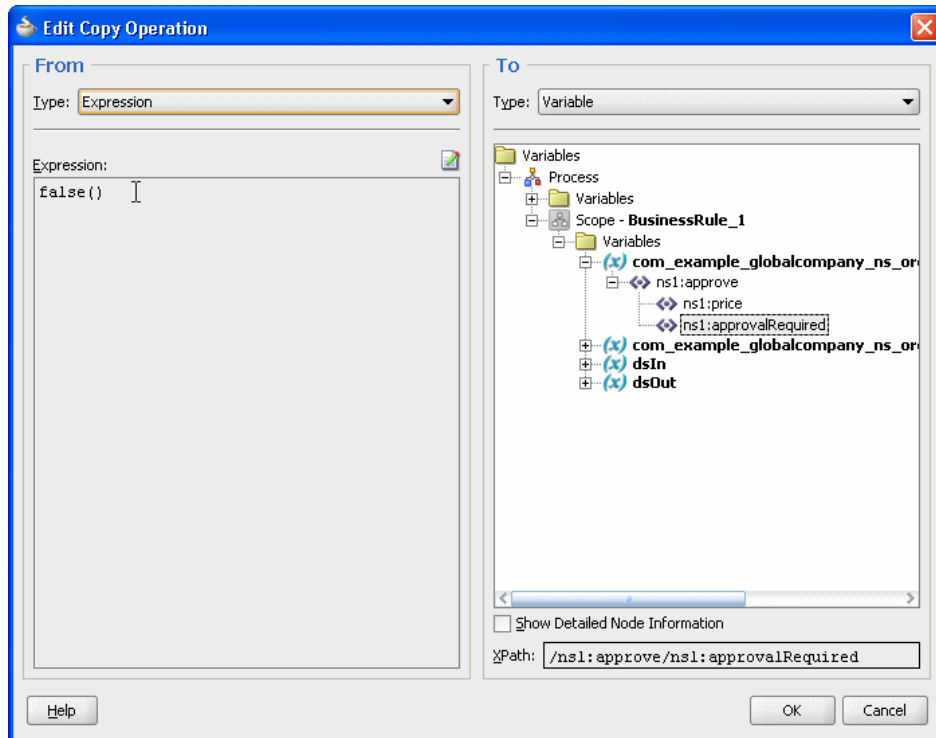 Edit Copy Operation
From
Type: Expression
Expression:
false()
To
Type: Variable
Variables
Process
Variables
Scope - BusinessRule_1
Variables
(x) com_example_globalcompany_ns_or
ns1:approve
ns1:price
ns1:approvalRequired
(x) com_example_globalcompany_ns_or
(x) dsIn
(x) dsOut
Show Detailed Node Information
XPath: /ns1:approve/ns1:approvalRequired
Help
OK
Cancel